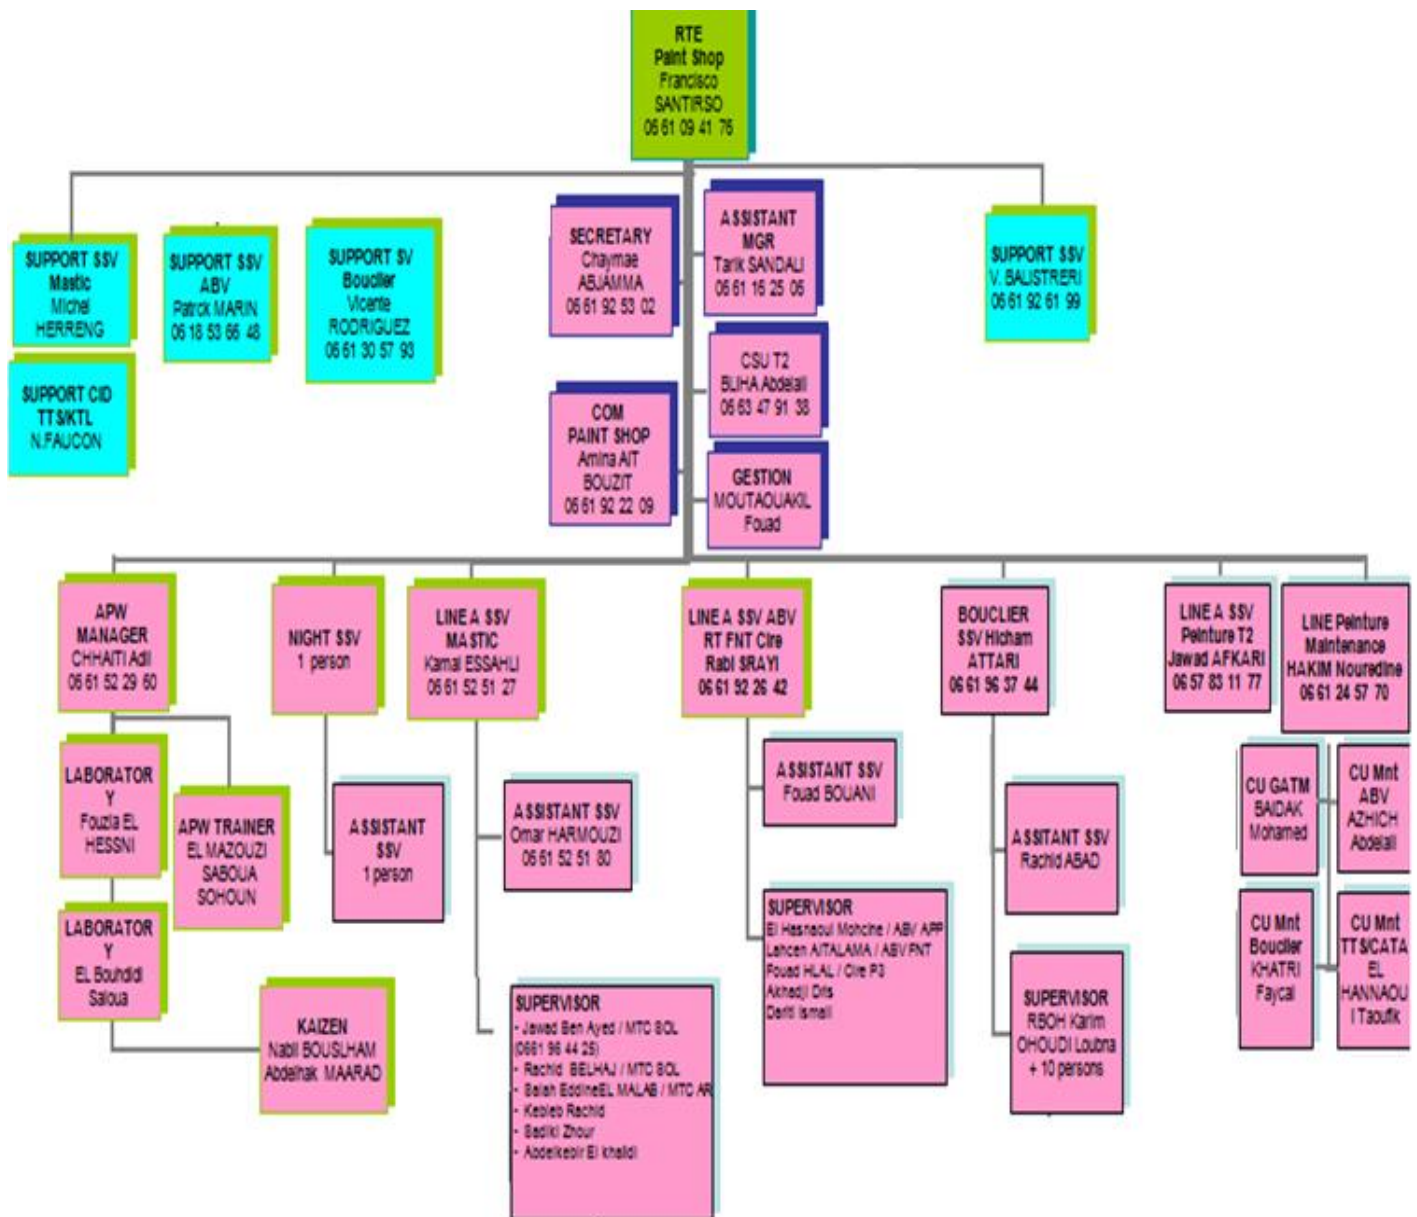 RTE
Paint Shop
Francisco
SANTIRSO
06 61 09 41 76
SUPPORT SSV
Mastic
Michel
HERRENG
SUPPORT SSV
ABV
Patrck MARIN
06 18 53 66 48
SUPPORT SV
Bouclier
Vicente
RODRIGUEZ
06 61 30 57 93
SECRETARY
Chaymae
ABJAMMA
06 61 92 53 02
ASSISTANT
MGR
Tarik SANDALI
06 61 16 25 06
SUPPORT SSV
V. BALISTRERI
06 61 92 61 99
SUPPORT CID
TTS/KTL
N.FAUCON
COM
PAINT SHOP
Amina AIT
BOUZIT
06 61 92 22 09
CSU T2
BLIHA Abdelali
06 63 47 91 38
GESTION
MOUTAOUAKIL
Fouad
APW
MANAGER
CHHAITI Adil
06 61 52 29 60
NIGHT SSV
1 person
LINE A SSV
MASTIC
Kamal ESSAHLI
06 61 52 51 27
LINE A SSV ABV
RT FNT Cire
Rabi SRAYI
06 61 92 26 42
BOUCLIER
SSV Hicham
ATTARI
06 61 96 37 44
LINE A SSV
Peinture T2
Jawad AFKARI
06 57 83 11 77
LINE Peinture
Maintenance
HAKIM Nouredine
06 61 24 57 70
LABORATOR
Y
Fouzia EL
HESSNI
APW TRAINER
EL MAZOUZI
SABOUA
SOHOUN
ASSISTANT
SSV
1 person
ASSISTANT SSV
Omar HARMOUZI
06 61 52 51 80
ASSISTANT SSV
Fouad BOUANI
ASSITANT SSV
Rachid ABAD
CU GATM
BAIDAK
Mohamed
CU Mnt
ABV
AZHICH
Abdelali
LABORATOR
Y
EL Bouhdidi
Saloua
KAIZEN
Nabil BOUSLHAM
Abdelhak MAARAD
SUPERVISOR
• Jawad Ben Ayed / MTC SOL
(0661 96 44 25)
• Rachid BELHAJ / MTC SOL
• Salah EddineEL MALAB / MTC AR
• Kebieb Rachid
• Sadiki Zhour
• Abdelkebir El khalidi
SUPERVISOR
El Hasnaoui Mohcine / ABV APP
Lahcen AITALAMA / ABV FNT
Fouad HLAL / Cire P3
Akhadji Dris
Dariti Ismail
SUPERVISOR
RBOH Karim
OHOUDI Loubna
+ 10 persons
CU Mnt
Bouclier
KHATRI
Faycal
CU Mnt
TTS/CATA
EL
HANNAOU
I Taoufik